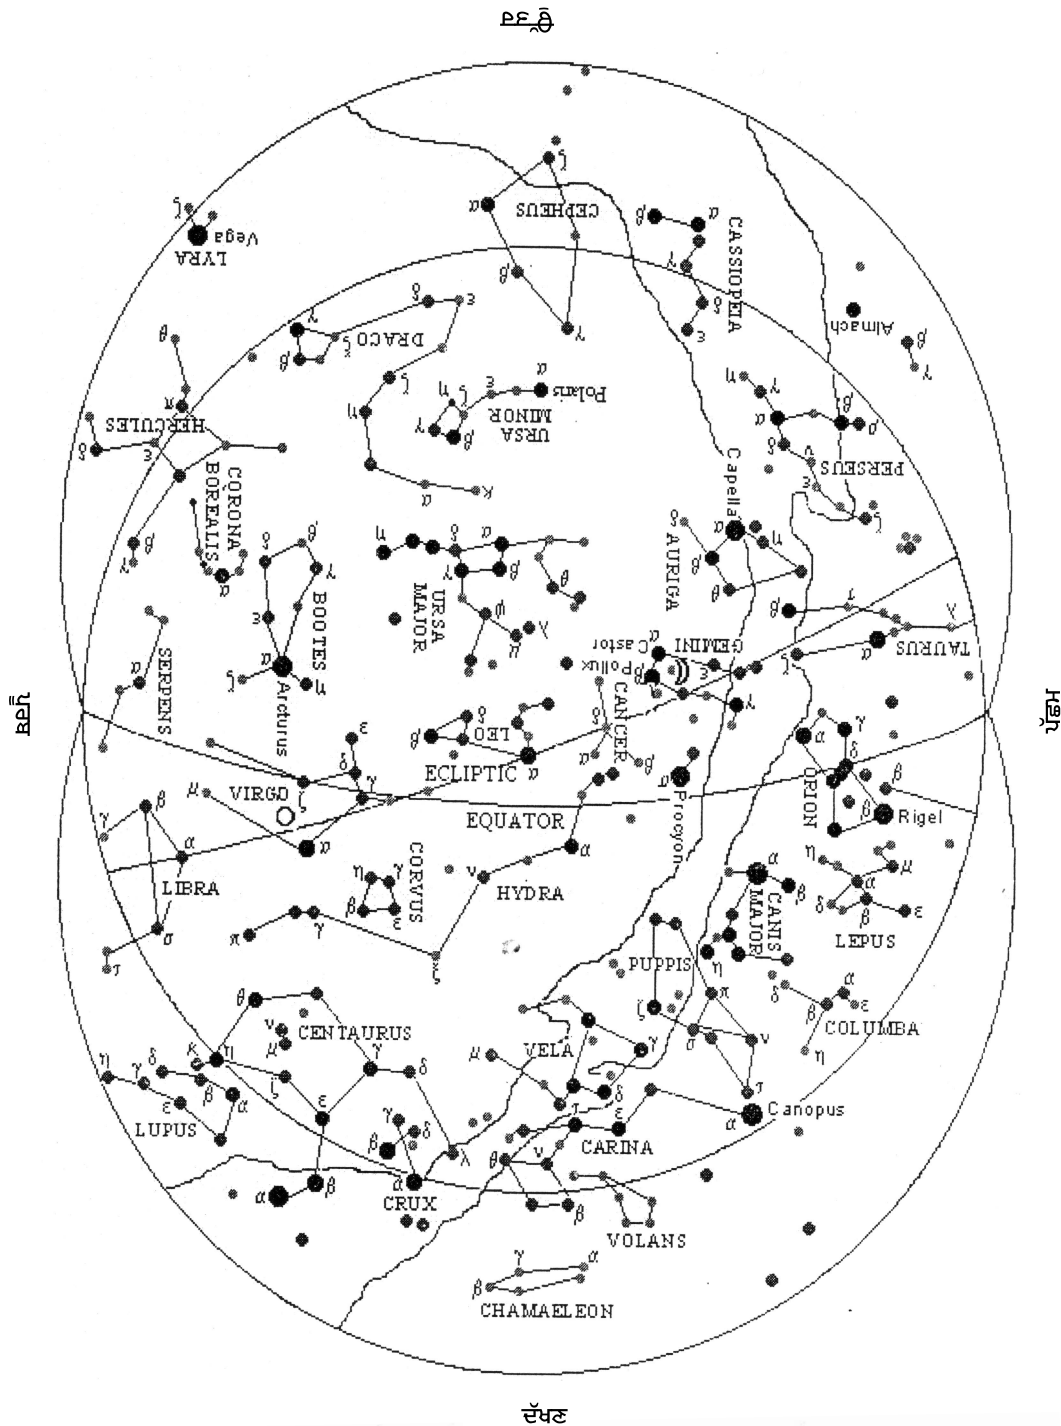 ਉੱਤਰ
ζ
α
CEPHEUS
β
γ
β
α
CASSIOPEIA
γ
δ
ε
ζ
Vega
LYRA
Almach
β
γ
δ
ε
γ
β
ζ
DRACO
ζ
η
α
κ
θ
π
HERCULES
δ
ε
β
γ
α
Polaris
ε
ζ
η
γ
β
URSA
MINOR
η
γ
α
β
ρ
δ
ν
ε
ζ
PERSEUS
CORONA
BOREALIS
α
Capella
α
η
δ
β
θ
AURIGA
δ
β
γ
ε
BOOTES
α
ζ
η
Arcturus
η
δ
α
γ
β
URSA
MAJOR
ψ
μ
λ
θ
β
τ
λ
ζ
α
TAURUS
SERPENS
α
α
Castor
β
Pollux
GEMINI
ε
γ
CANCER
δ
α
β
LEO
δ
β
α
ਪੂਰਬ
ਪੱਛਮ
ECLIPTIC
EQUATOR
ε
δ
γ
ζ
μ
VIRGO
α
α
Procyon
α
γ
δ
ORION
β
Rigel
β
γ
β
α
LIBRA
σ
τ
CORVUS
η
γ
β
ε
α
ν
HYDRA
π
γ
ξ
α
β
CANIS
MAJOR
η
η
μ
α
δ
β
ε
LEPUS
PUPPIS
ζ
π
σ
ν
τ
δ
α
β
ε
COLUMBA
η
θ
ν
μ
CENTAURUS
κ
η
ζ
γ
δ
ε
λ
α
β
μ
VELA
γ
δ
η
γ
δ
β
α
ε
LUPUS
γ
β
δ
α
CRUX
ι
ε
CARINA
α
Canopus
θ
ν
β
VOLANS
γ
α
β
CHAMAELEON
ਦੱਖਣ